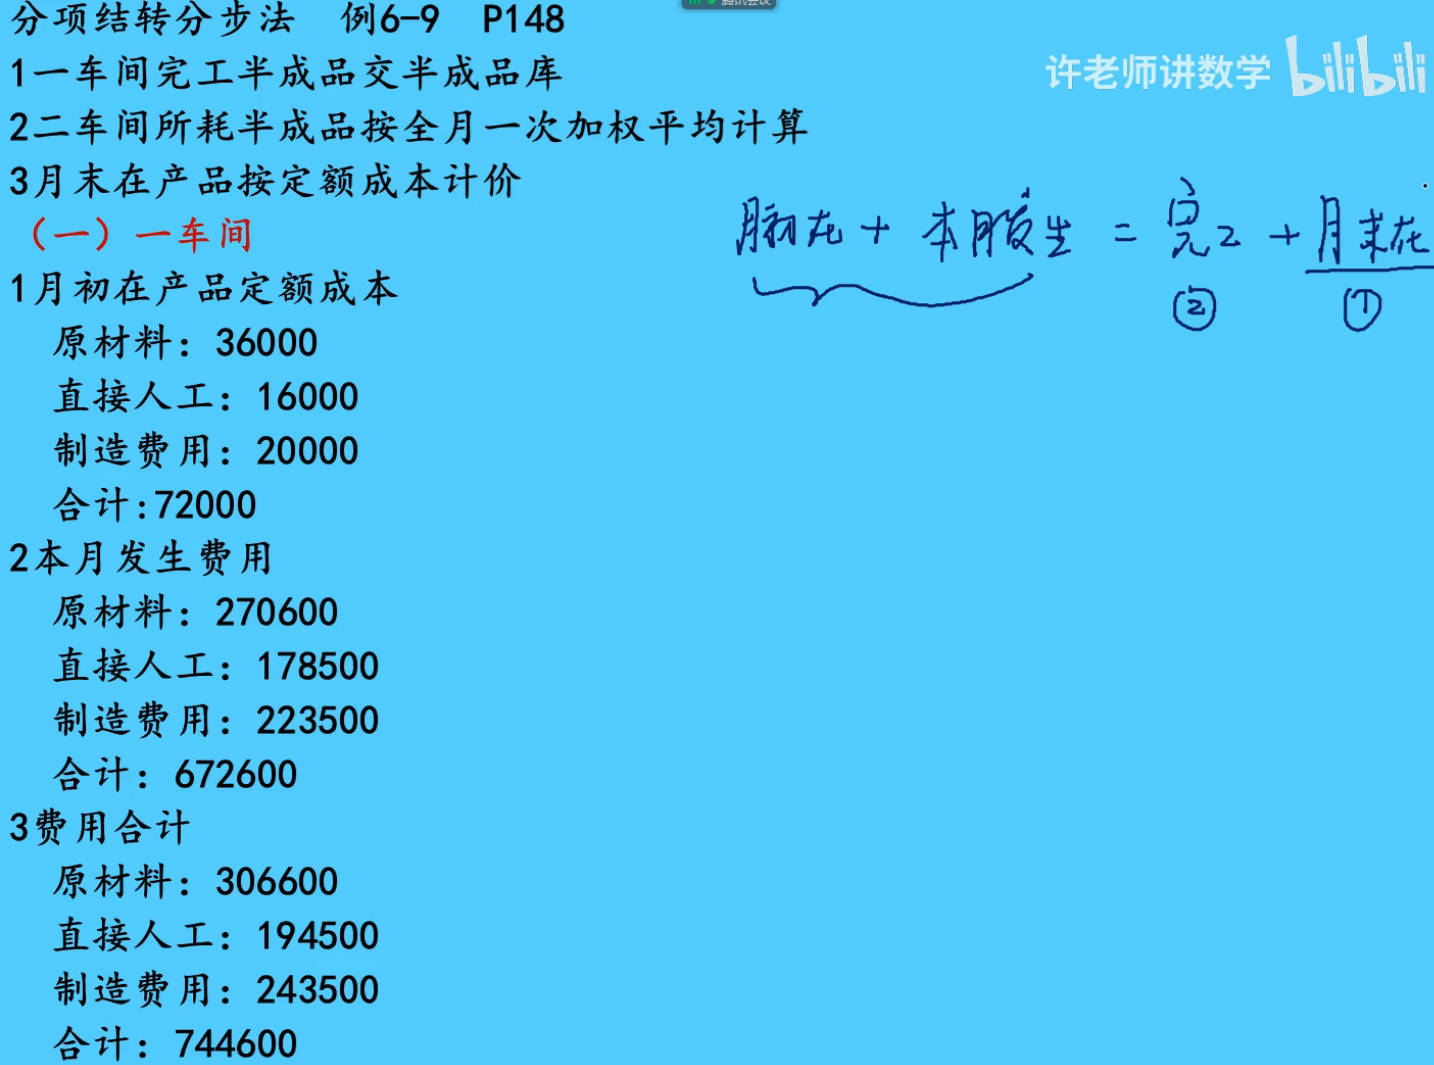 分项结转分步法 例6-9 P148
腾讯会议
1一车间完工半成品交半成品库
许老师讲数学 bilibili
2二车间所耗半成品按全月一次加权平均计算
3月末在产品按定额成本计价
(一)一车间
月初在 + 本月发生 = 完工 + 月末在
② ①
1月初在产品定额成本
原材料：36000
直接人工：16000
制造费用：20000
合计:72000
2本月发生费用
原材料：270600
直接人工：178500
制造费用：223500
合计：672600
3费用合计
原材料：306600
直接人工：194500
制造费用：243500
合计：744600